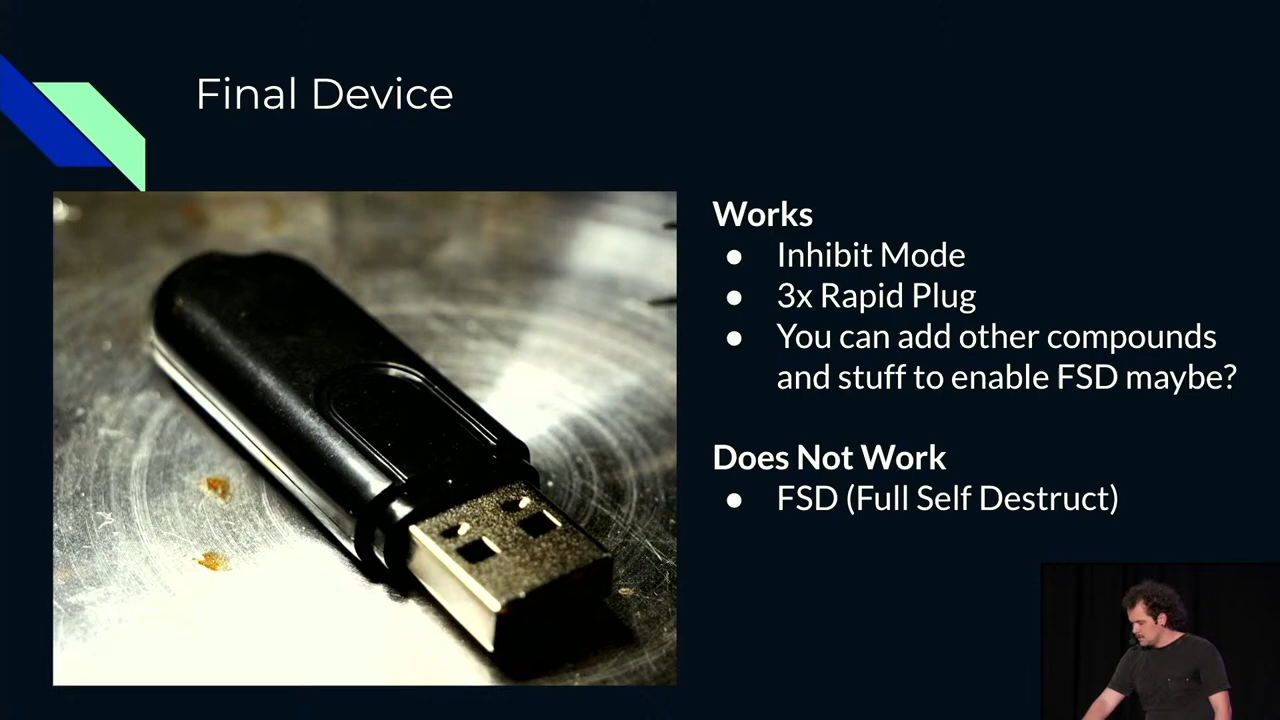 Final Device
Works
● Inhibit Mode
● 3x Rapid Plug
● You can add other compounds
and stuff to enable FSD maybe?
Does Not Work
● FSD (Full Self Destruct)